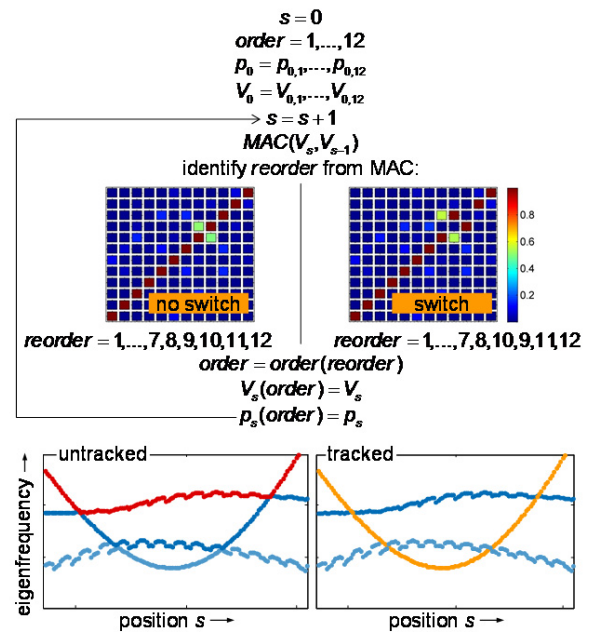 s = 0
order = 1,...,12
p0 = p0,1,...,p0,12
V0 = V0,1,...,V0,12
s = s + 1
MAC(Vs,Vs–1)
identify reorder from MAC:
no switch
switch
0.8
0.6
0.4
0.2
reorder = 1,...,7,8,9,10,11,12
reorder = 1,...,7,8,10,9,11,12
order = order(reorder)
Vs(order) = Vs
ps(order) = ps
untracked
tracked
eigenfrequency →
position s →
position s →